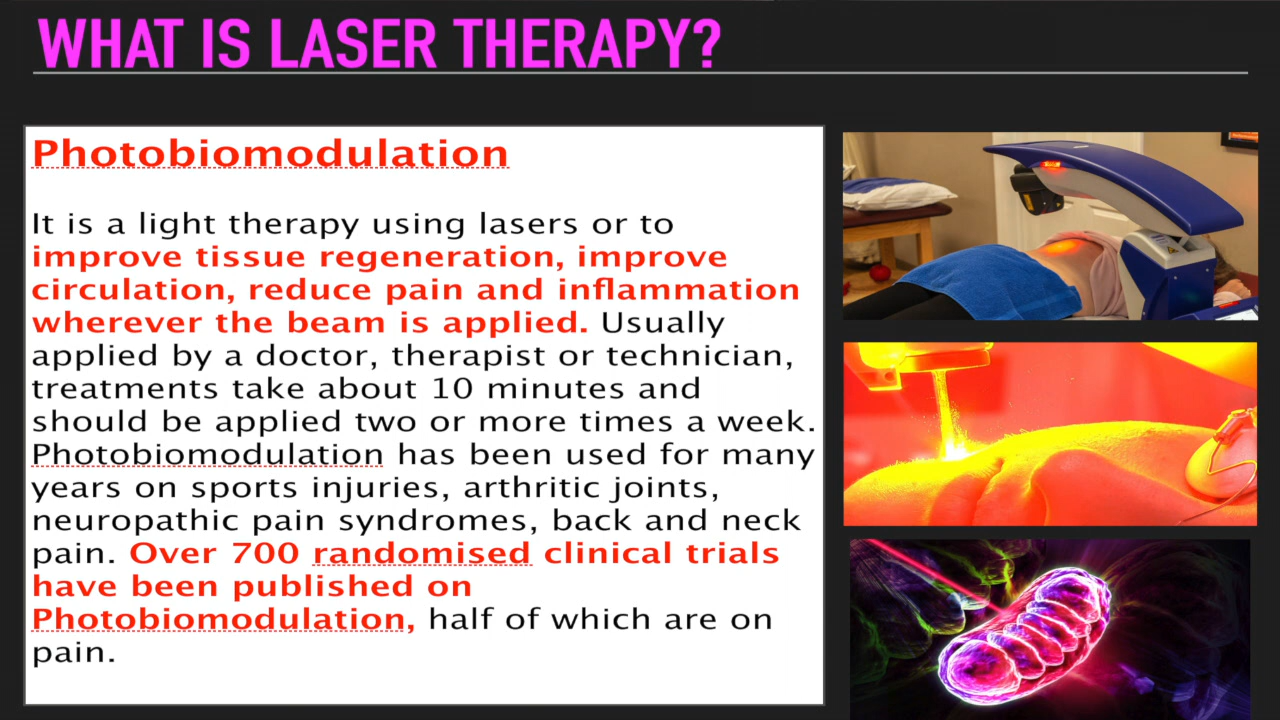 WHAT IS LASER THERAPY?
Photobiomodulation
It is a light therapy using lasers or to
improve tissue regeneration, improve
circulation, reduce pain and inflammation
wherever the beam is applied. Usually
applied by a doctor, therapist or technician,
treatments take about 10 minutes and
should be applied two or more times a week.
Photobiomodulation has been used for many
years on sports injuries, arthritic joints,
neuropathic pain syndromes, back and neck
pain. Over 700 randomised clinical trials
have been published on
Photobiomodulation, half of which are on
pain.